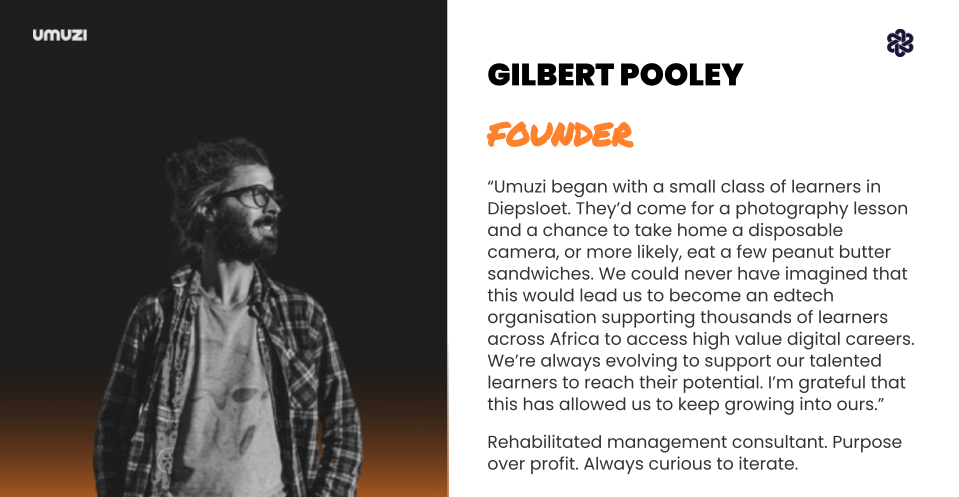 UMUZI
GILBERT POOLEY
FOUNDER
“Umuzi began with a small class of learners in
Diepsloet. They’d come for a photography lesson
and a chance to take home a disposable
camera, or more likely, eat a few peanut butter
sandwiches. We could never have imagined that
this would lead us to become an edtech
organisation supporting thousands of learners
across Africa to access high value digital careers.
We’re always evolving to support our talented
learners to reach their potential. I’m grateful that
this has allowed us to keep growing into ours.”
Rehabilitated management consultant. Purpose
over profit. Always curious to iterate.